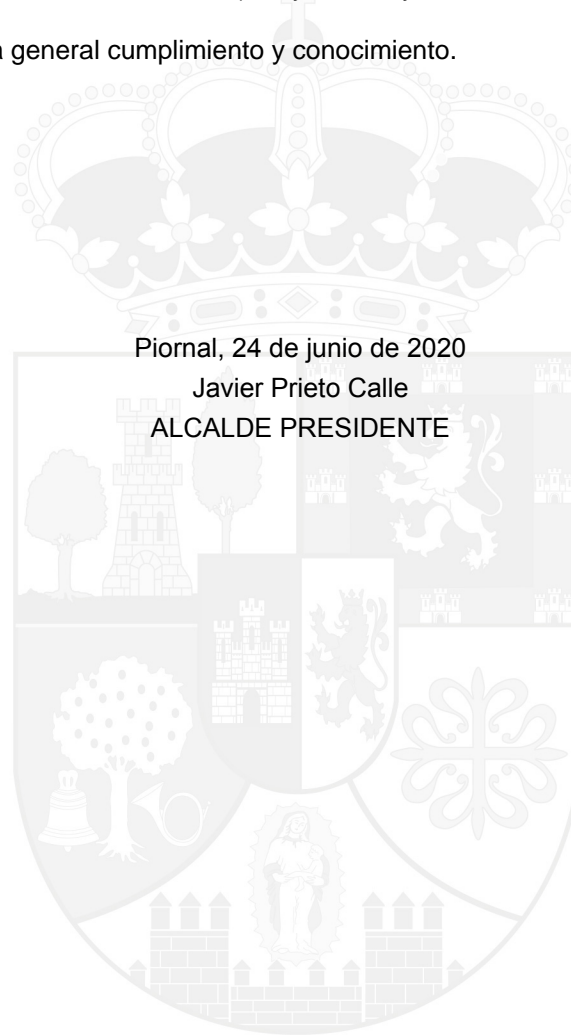 general cumplimiento y conocimiento.
Piornal, 24 de junio de 2020
Javier Prieto Calle
ALCALDE PRESIDENTE